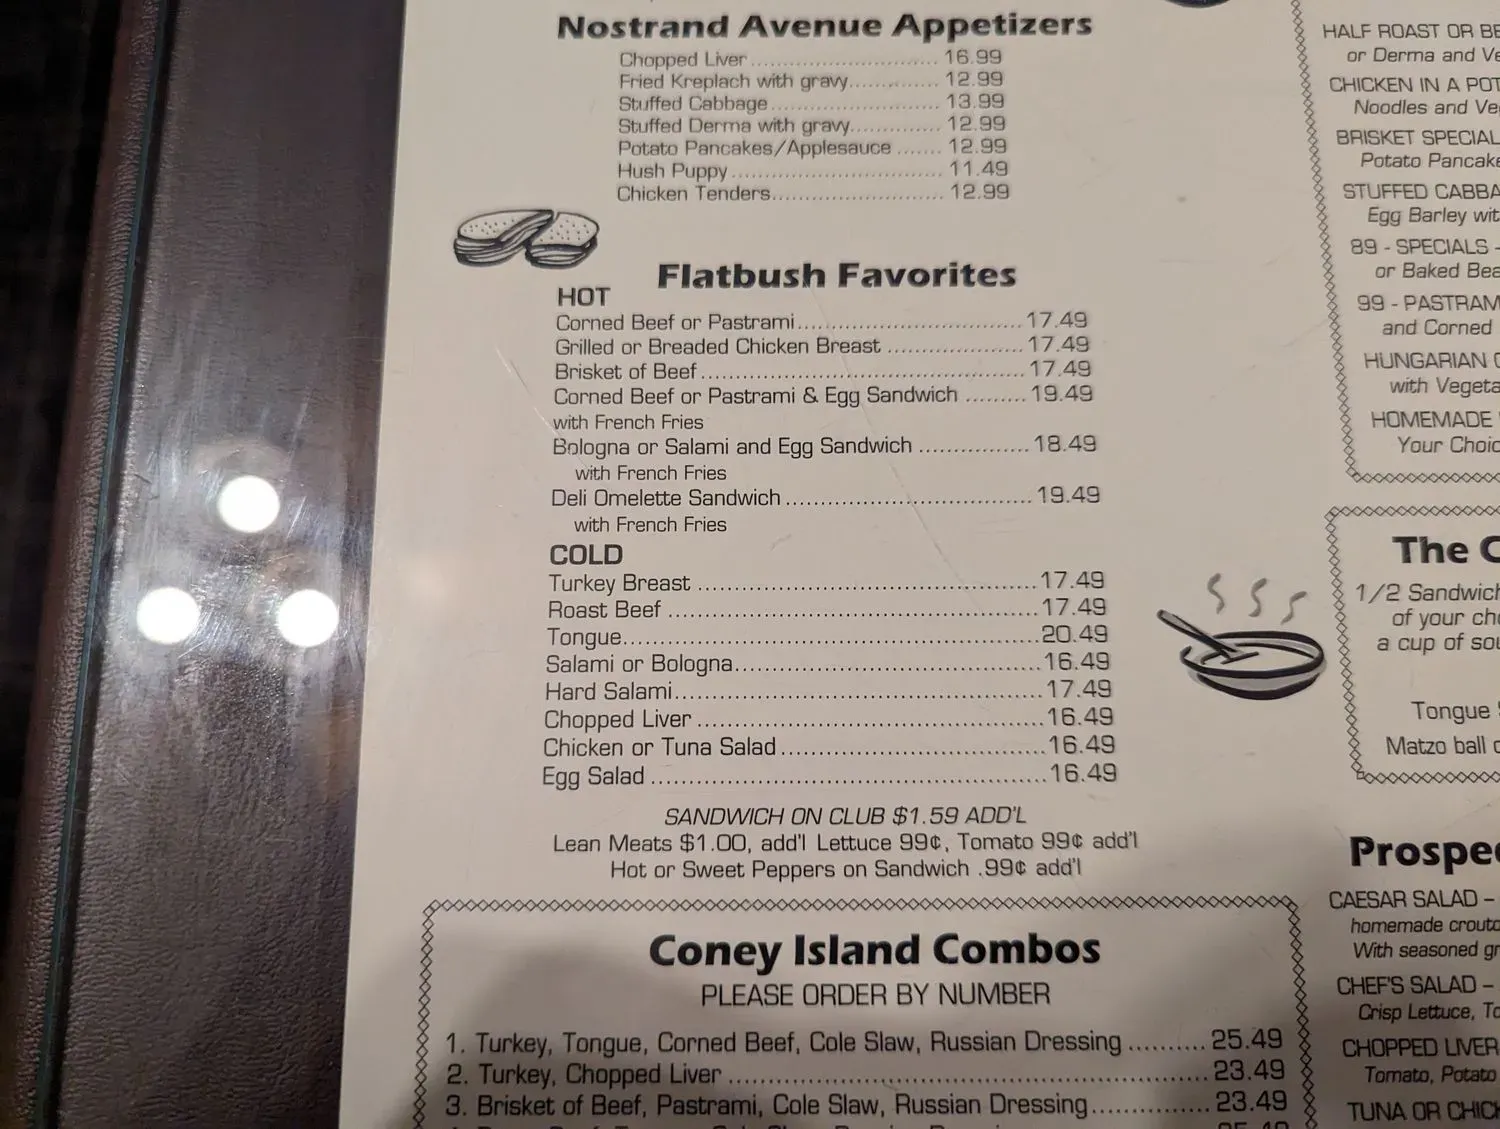 Nostrand Avenue Appetizers
Chopped Liver 16.99
Fried Kreplach with gravy 12.99
Stuffed Cabbage 13.99
Stuffed Derma with gravy 12.99
Potato Pancakes/Applesauce 12.99
Hush Puppy 11.49
Chicken Tenders 12.99
Flatbush Favorites
HOT
Corned Beef or Pastrami 17.49
Grilled or Breaded Chicken Breast 17.49
Brisket of Beef 17.49
Corned Beef or Pastrami & Egg Sandwich 19.49
with French Fries
Bologna or Salami and Egg Sandwich 18.49
with French Fries
Deli Omelette Sandwich 19.49
with French Fries
COLD
Turkey Breast 17.49
Roast Beef 17.49
Tongue 20.49
Salami or Bologna 16.49
Hard Salami 17.49
Chopped Liver 16.49
Chicken or Tuna Salad 16.49
Egg Salad 16.49
SANDWICH ON CLUB $1.59 ADD'L
Lean Meats $1.00, add'l Lettuce 99¢, Tomato 99¢ add'l
Hot or Sweet Peppers on Sandwich .99¢ add'l
Coney Island Combos
PLEASE ORDER BY NUMBER
1. Turkey, Tongue, Corned Beef, Cole Slaw, Russian Dressing 25.49
2. Turkey, Chopped Liver 23.49
3. Brisket of Beef, Pastrami, Cole Slaw, Russian Dressing 23.49
HALF ROAST OR
or Derma and
CHICKEN IN A POT
Noodles and
BRISKET SPECIAL
Potato
STUFFED
Egg Barley
89 - SPECIALS -
or Baked
99 -
and Corned
HUNGARIAN
with
HOMEMADE
Your
The
1/2
of your
a cup of
Tongue
Matzo ball
CAESAR SALAD –
homemade
With seasoned
CHEF'S SALAD –
Crisp Lettuce,
CHOPPED LIVER
Tomato, Potato
TUNA OR